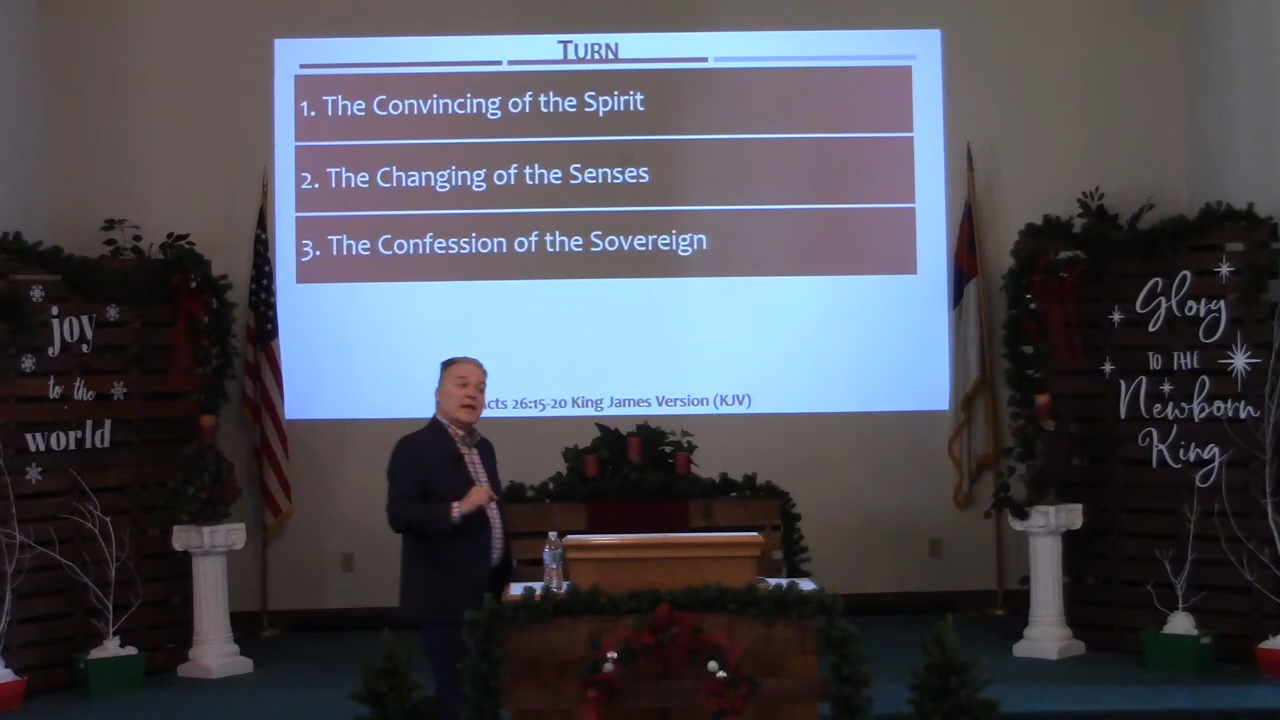 TURN
1. The Convincing of the Spirit
2. The Changing of the Senses
3. The Confession of the Sovereign
cts 26:15-20 King James Version (KJV)
joy
to the
world
Glory
TO THE
Newborn
King